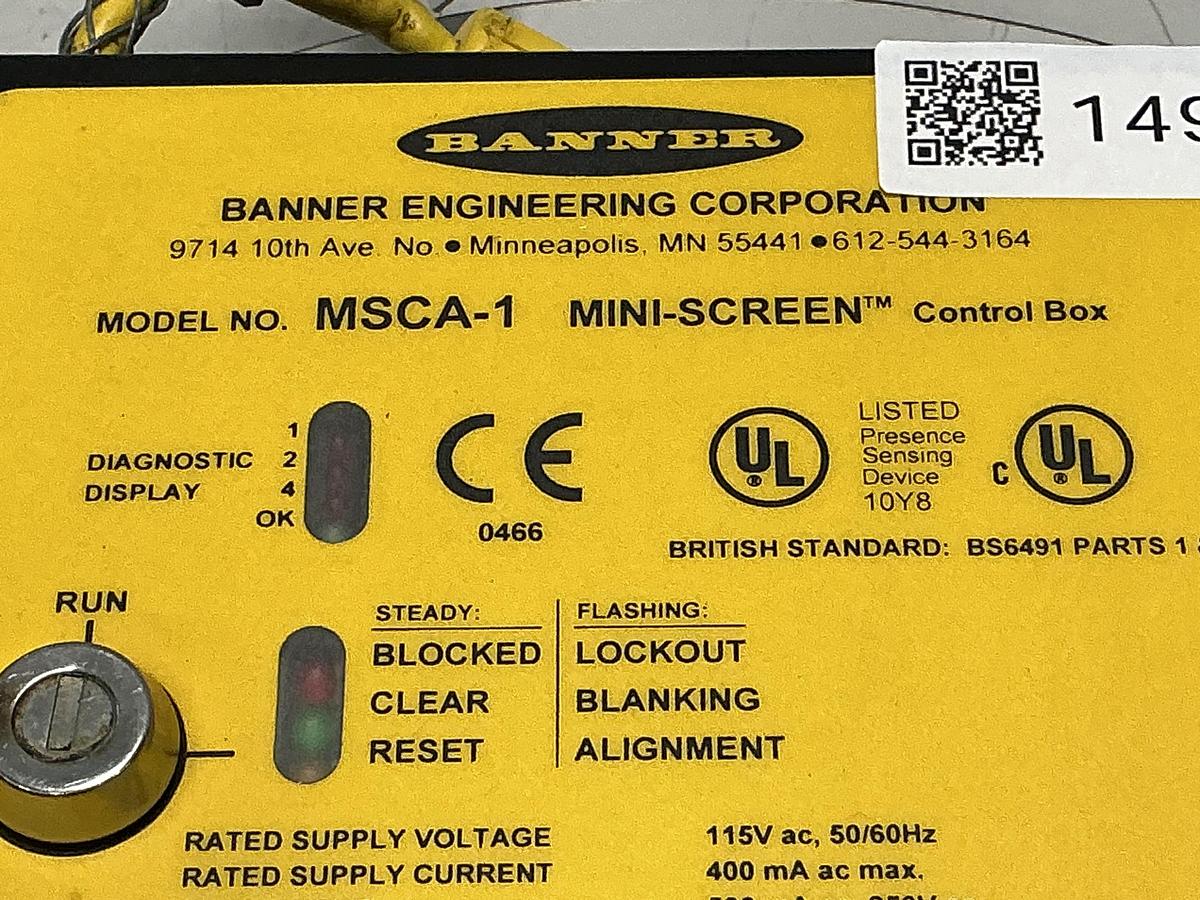 BANNER
149
BANNER ENGINEERING CORPORATION
9714 10th Ave. No. ● Minneapolis, MN 55441 ● 612-544-3164
MODEL NO. MSCA-1 MINI-SCREEN™ Control Box
DIAGNOSTIC DISPLAY
1
2
4
OK
CE
0466
UL ®
LISTED
Presence
Sensing
Device
10Y8
C UL ®
BRITISH STANDARD: BS6491 PARTS 1
RUN
STEADY: FLASHING:
BLOCKED LOCKOUT
CLEAR BLANKING
RESET ALIGNMENT
RATED SUPPLY VOLTAGE 115V ac, 50/60Hz
RATED SUPPLY CURRENT 400 mA ac max.